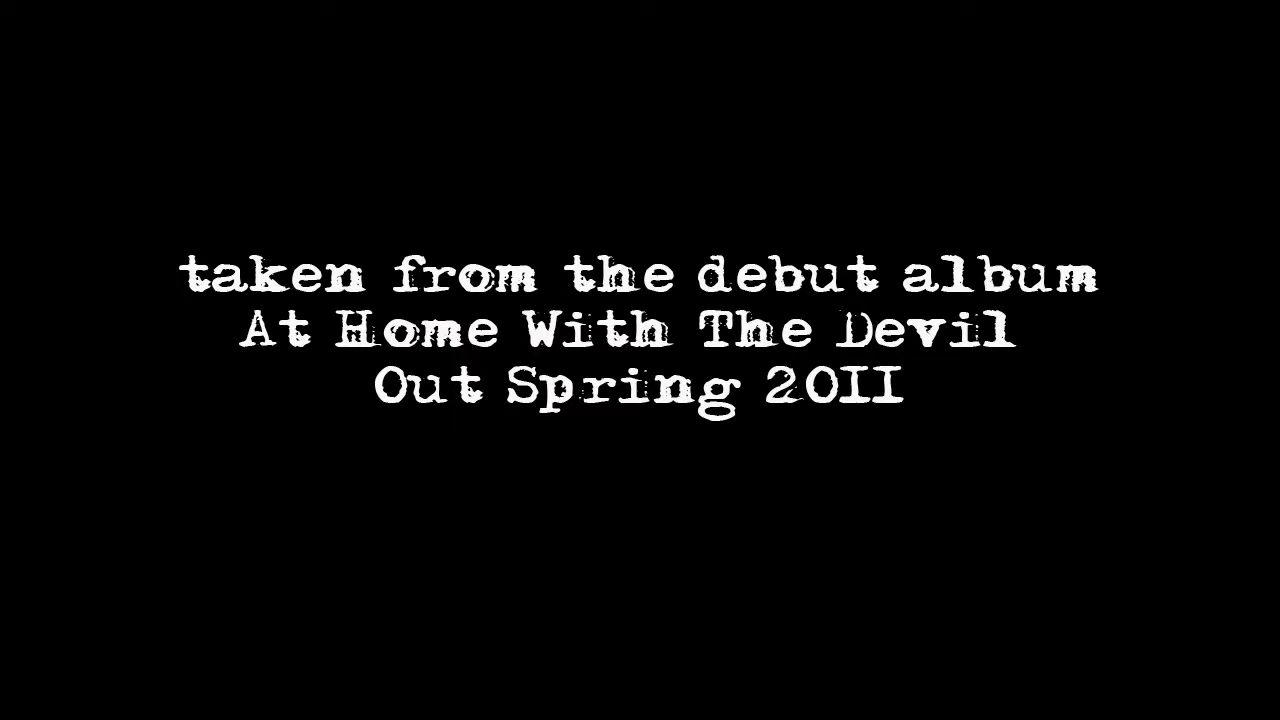 taken from the debut album
At Home With The Devil
Out Spring 2011